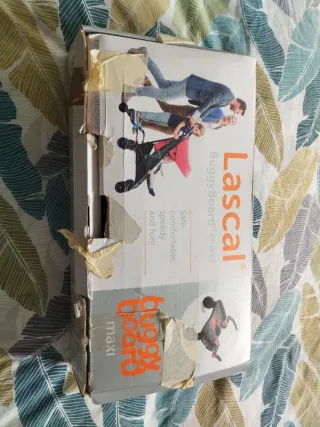 Lascal®
BuggyBoard® maxi
Safe,
comfortable,
speedy
and fun!
buggy
board
maxi